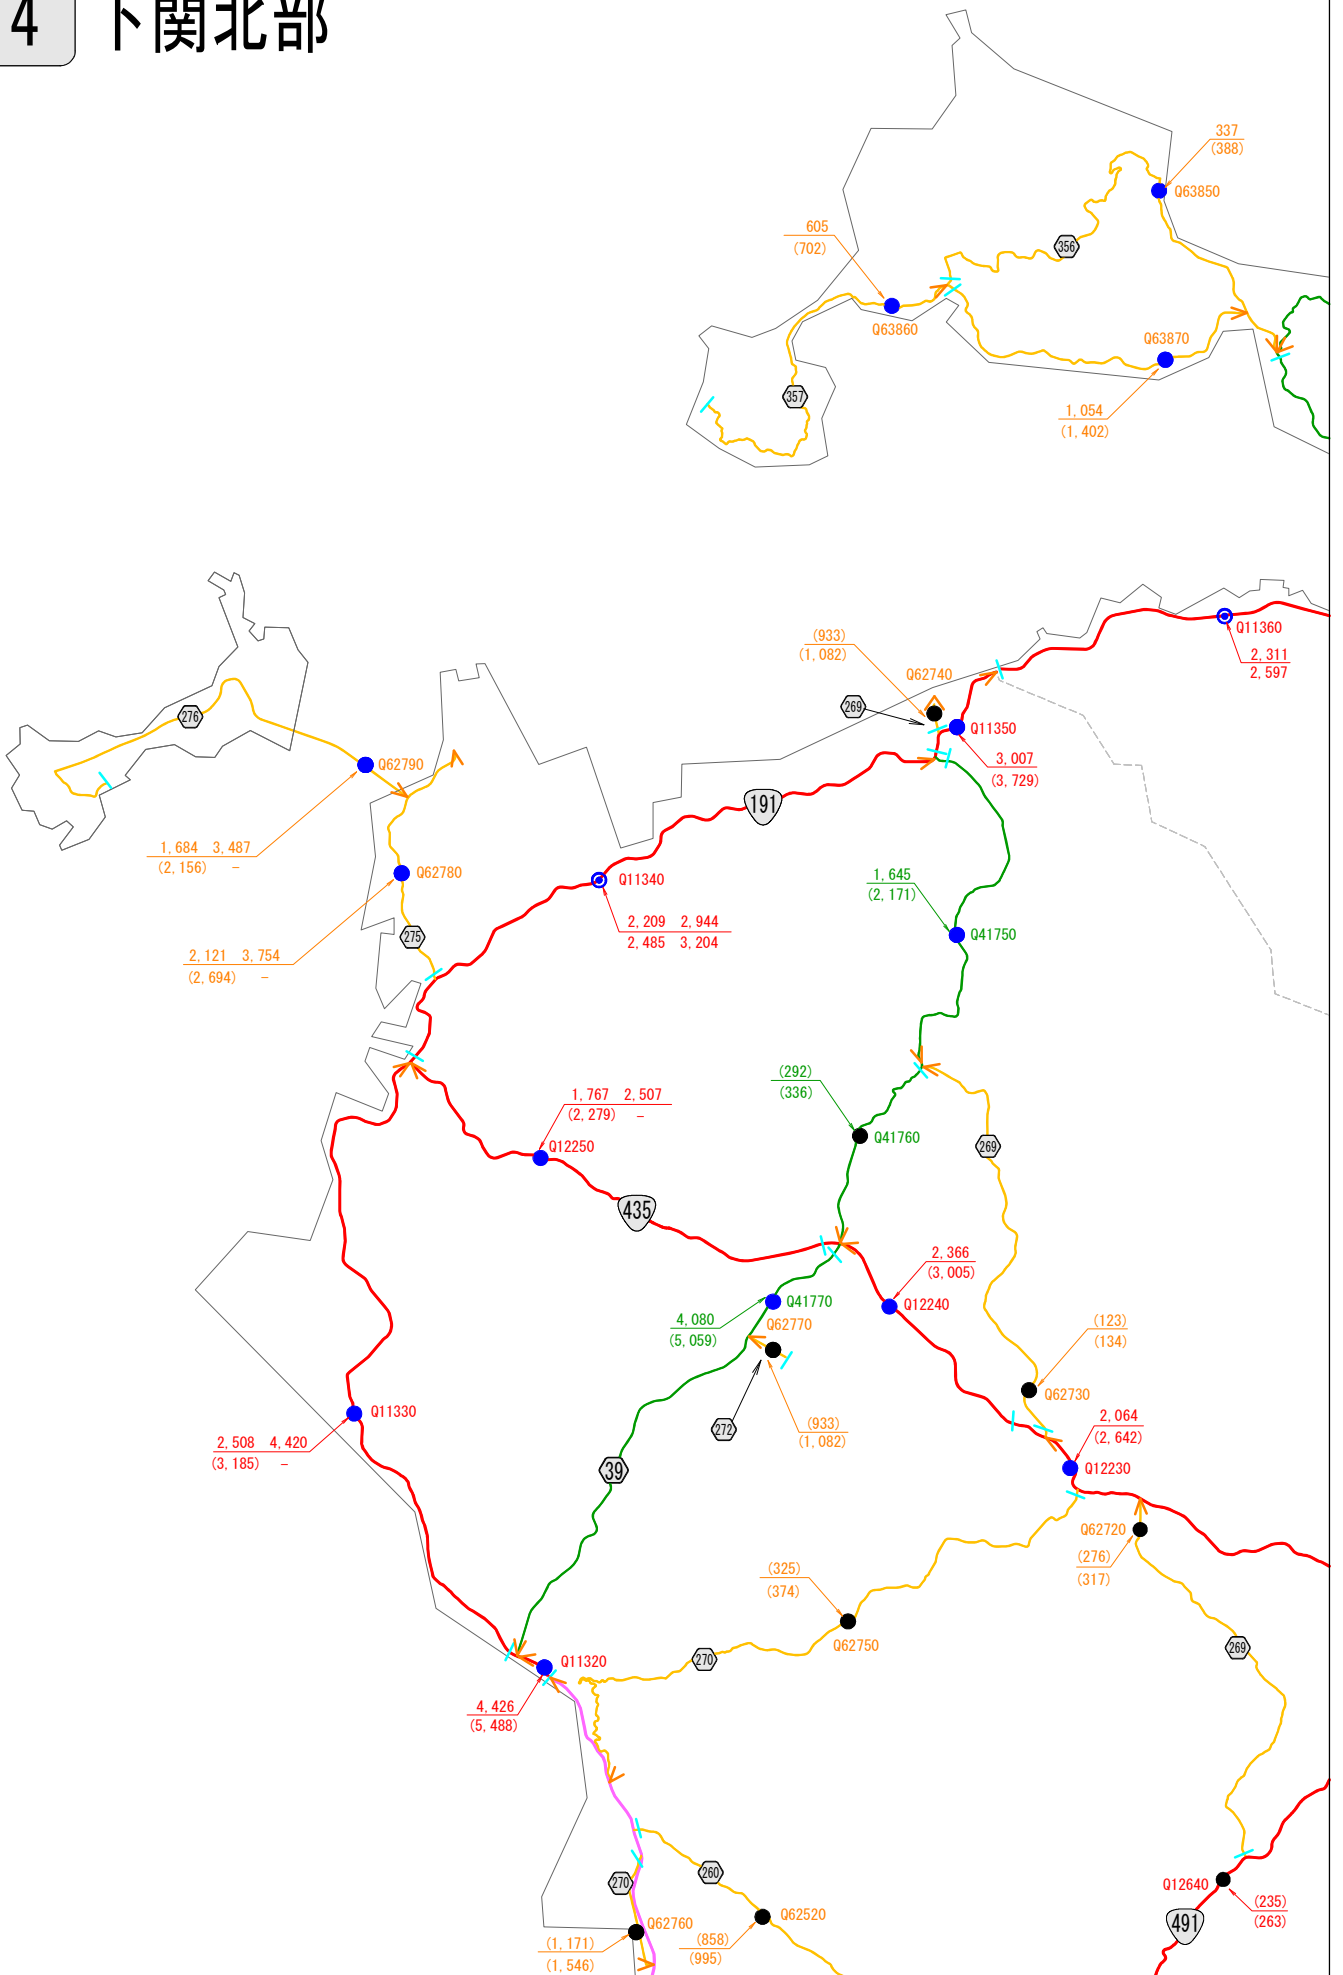 4 下関北部
337
(388)
Q63850
356
605
(702)
Q63860
Q63870
357
1,054
(1,402)
Q11360
2,311
2,597
(933)
(1,082)
Q62740
269
Q11350
3,007
(3,729)
276
Q62790
191
1,684 3,487
(2,156) −
Q62780
Q11340
1,645
(2,171)
2,209 2,944
2,485 3,204
275
Q41750
2,121 3,754
(2,694) −
(292)
(336)
1,767 2,507
(2,279) −
Q41760
Q12250
269
435
2,366
(3,005)
Q41770
Q12240
4,080
(5,059)
Q62770
(123)
(134)
Q62730
Q11330
272
(933)
(1,082)
2,064
(2,642)
2,508 4,420
(3,185) −
39
Q12230
Q62720
(276)
(317)
(325)
(374)
Q62750
269
270
Q11320
4,426
(5,488)
260
270
Q12640
(235)
(263)
Q62760
Q62520
491
(1,171)
(1,546)
(858)
(995)